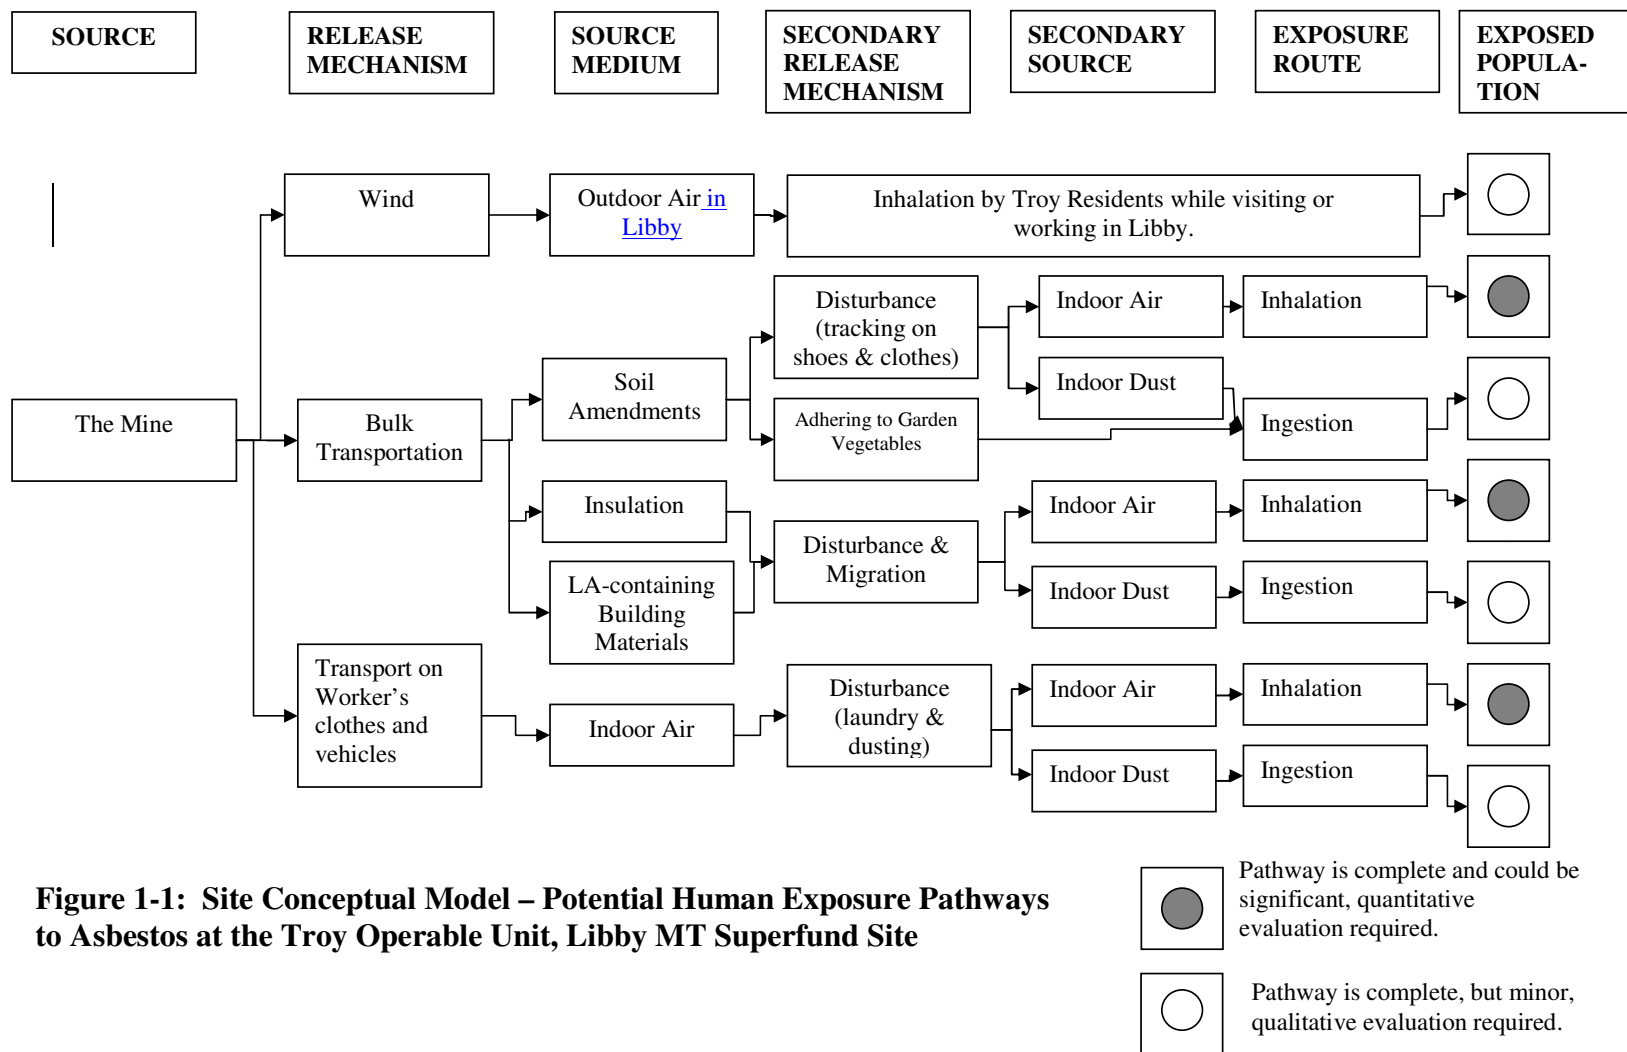 SOURCE
RELEASE
MECHANISM
SOURCE
MEDIUM
SECONDARY
RELEASE
MECHANISM
SECONDARY
SOURCE
EXPOSURE
ROUTE
EXPOSED
POPULA-
TION
Wind
Outdoor Air in
Libby
Inhalation by Troy Residents while visiting or
working in Libby.
Disturbance
(tracking on
shoes & clothes)
Indoor Air
Inhalation
Indoor Dust
The Mine
Bulk
Transportation
Soil
Amendments
Adhering to Garden
Vegetables
Ingestion
Insulation
Disturbance &
Migration
Indoor Air
Inhalation
LA-containing
Building
Materials
Indoor Dust
Ingestion
Transport on
Worker's
clothes and
vehicles
Indoor Air
Disturbance
(laundry &
dusting)
Indoor Air
Inhalation
Indoor Dust
Ingestion
Figure 1-1:  Site Conceptual Model – Potential Human Exposure Pathways
to Asbestos at the Troy Operable Unit, Libby MT Superfund Site
Pathway is complete and could be
significant, quantitative
evaluation required.
Pathway is complete, but minor,
qualitative evaluation required.